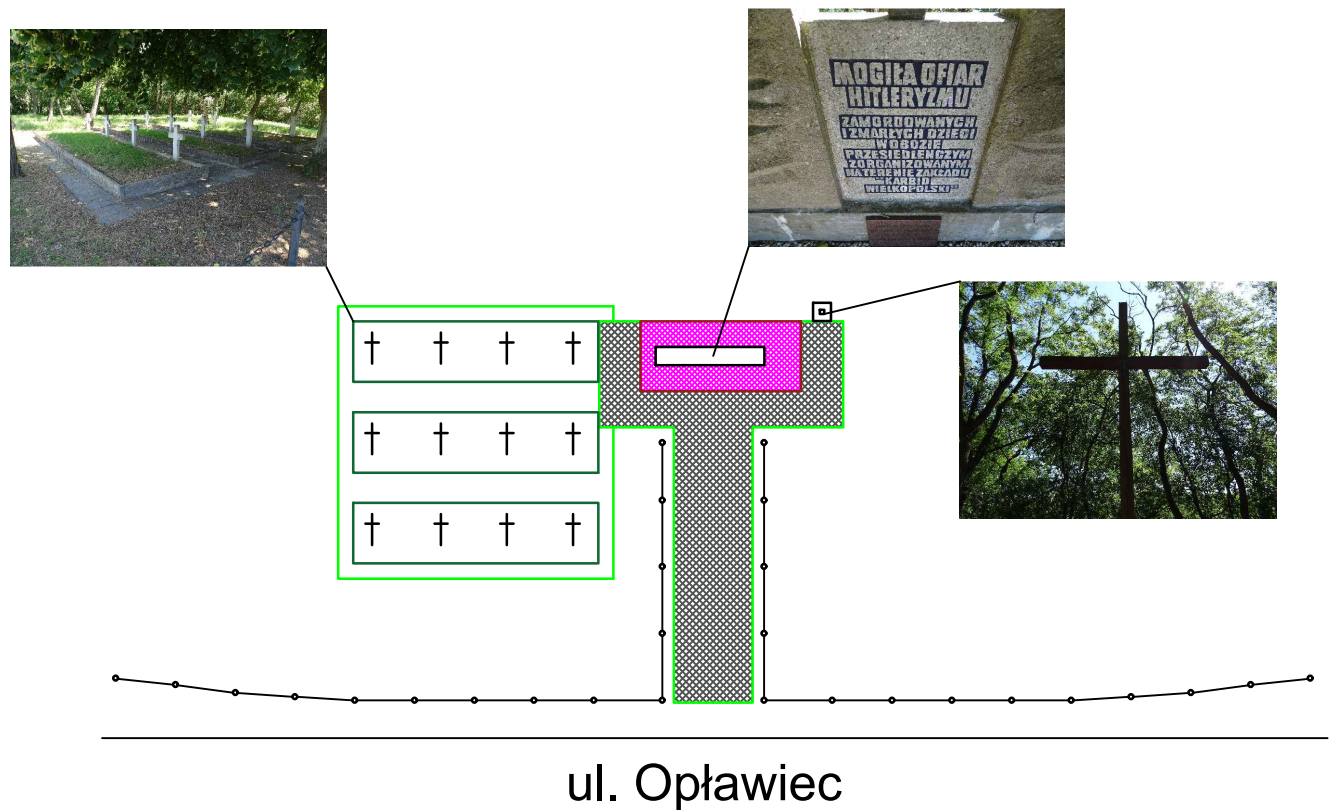 MOGIŁA OFIAR
HITLERYZMU
ZAMORDOWANYCH
I ZMARŁYCH DZIECI
W OBOZIE
PRZESIEDLEŃCZYM
ZORGANIZOWANYM
NA TERENIE ZAKŁADU
"KARBID
WIELKOPOLSKI"
ul. Opławiec